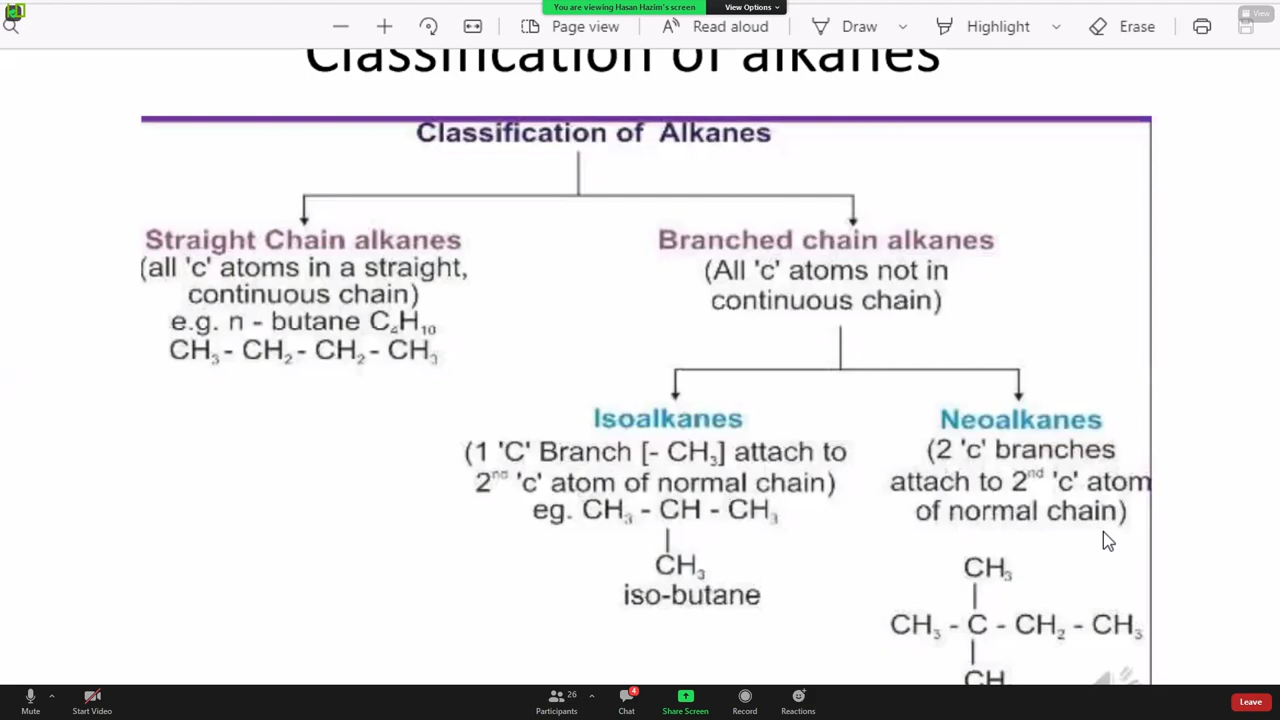 You are viewing Hasan Hazim's screen View Options
View
Page view Read aloud Draw Highlight Erase
Classification of alkanes
Classification of Alkanes
Straight Chain alkanes
(all 'c' atoms in a straight,
continuous chain)
e.g. n - butane C₄H₁₀
CH₃ - CH₂ - CH₂ - CH₃
Branched chain alkanes
(All 'c' atoms not in
continuous chain)
Isoalkanes
(1 'C' Branch [- CH₃] attach to
2ⁿᵈ 'c' atom of normal chain)
eg. CH₃ - CH - CH₃
|
CH₃
iso-butane
Neoalkanes
(2 'c' branches
attach to 2ⁿᵈ 'c' atom
of normal chain)
CH₃
|
CH₃ - C - CH₂ - CH₃
|
CH
Mute Start Video 26 Participants 4 Chat Share Screen Record Reactions Leave